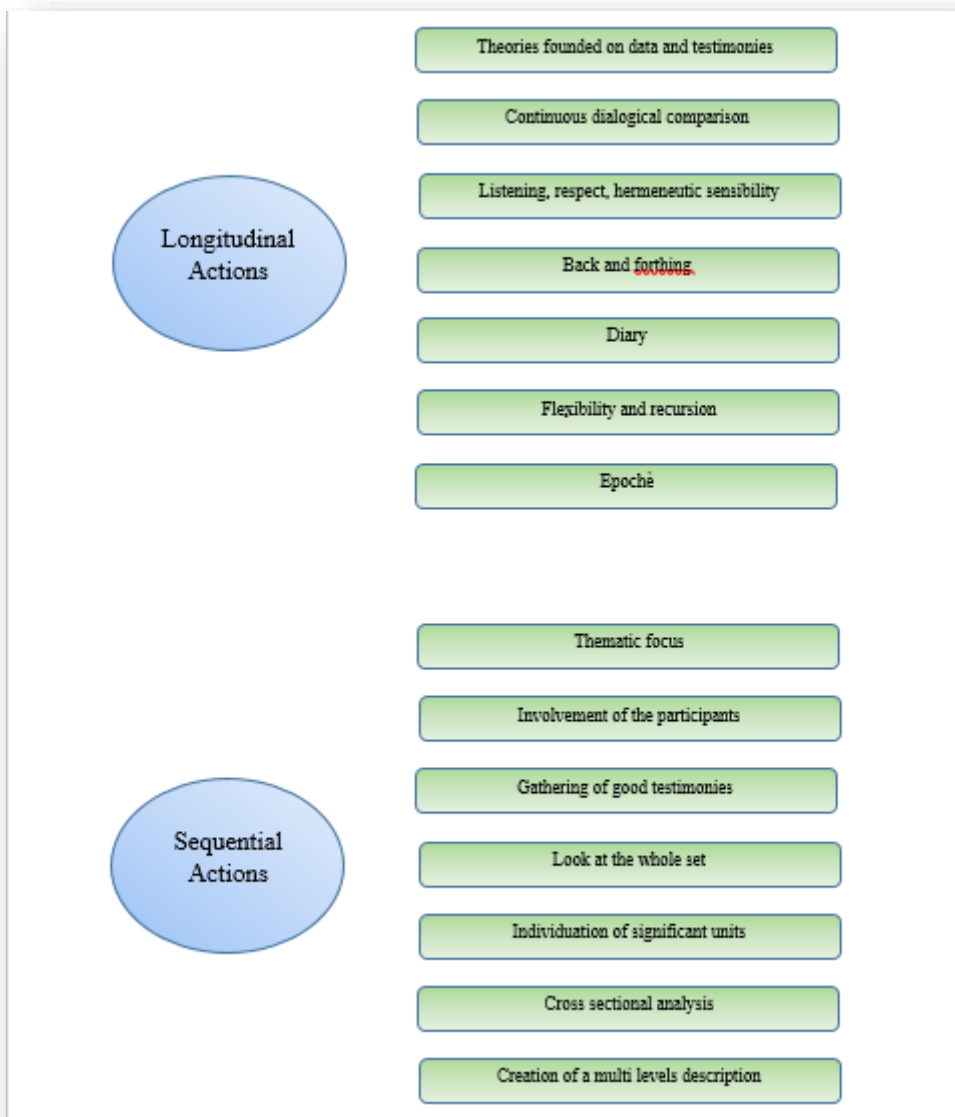 Theories founded on data and testimonies
Continuous dialogical comparison
Listening, respect, hermeneutic sensibility
Longitudinal
Actions
Back and forthing
Diary
Flexibility and recursion
Epochè
Thematic focus
Involvement of the participants
Gathering of good testimonies
Sequential
Actions
Look at the whole set
Individuation of significant units
Cross sectional analysis
Creation of a multi levels description